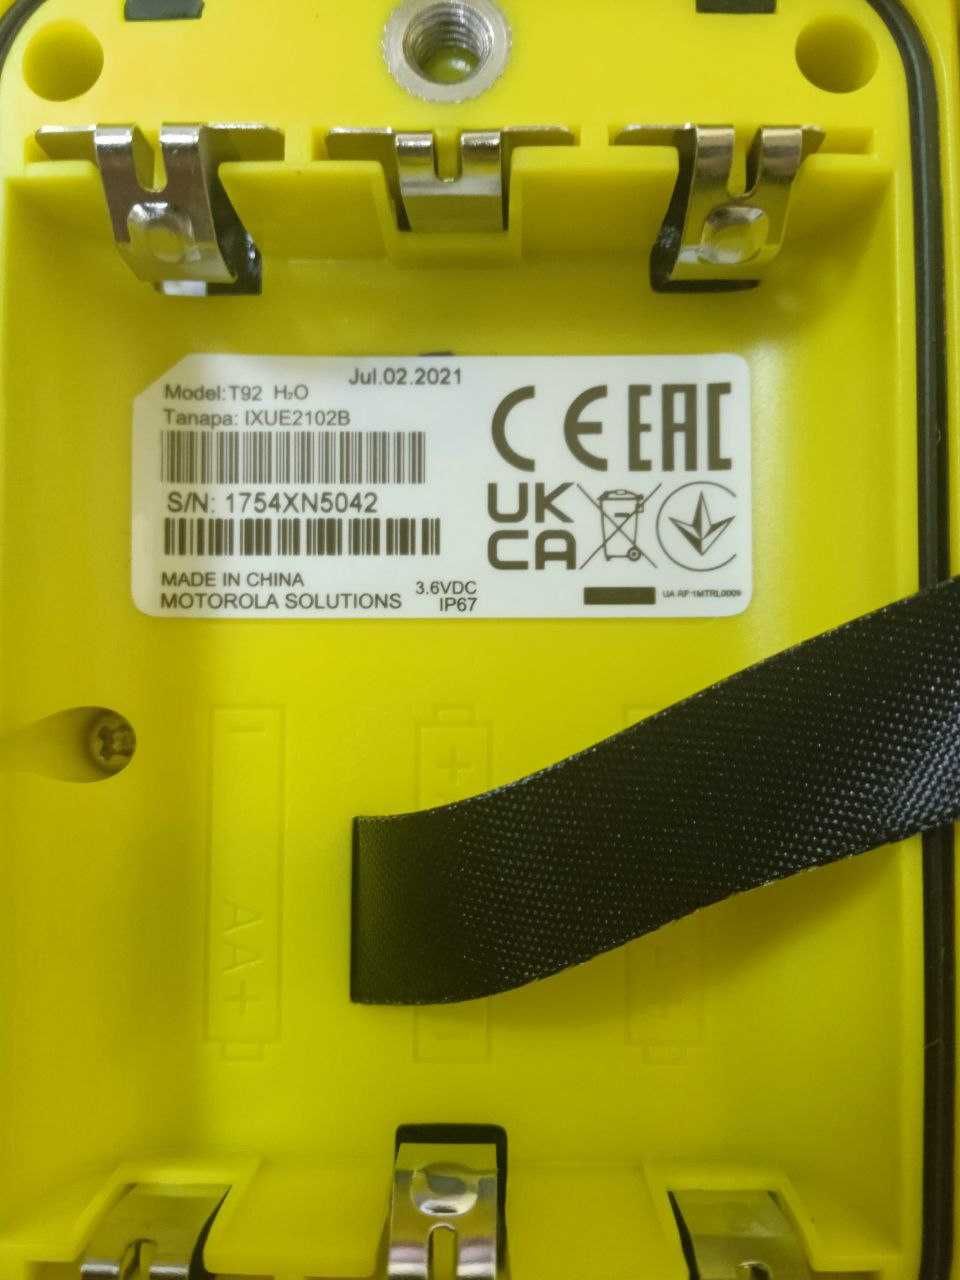 Jul.02.2021
Model:T92 H₂O
Tanapa: IXUE2102B
S/N: 1754XN5042
MADE IN CHINA
MOTOROLA SOLUTIONS
3.6VDC
IP67
CE EAC
UK
CA
UA RF:1MTRL0009
AA+
+